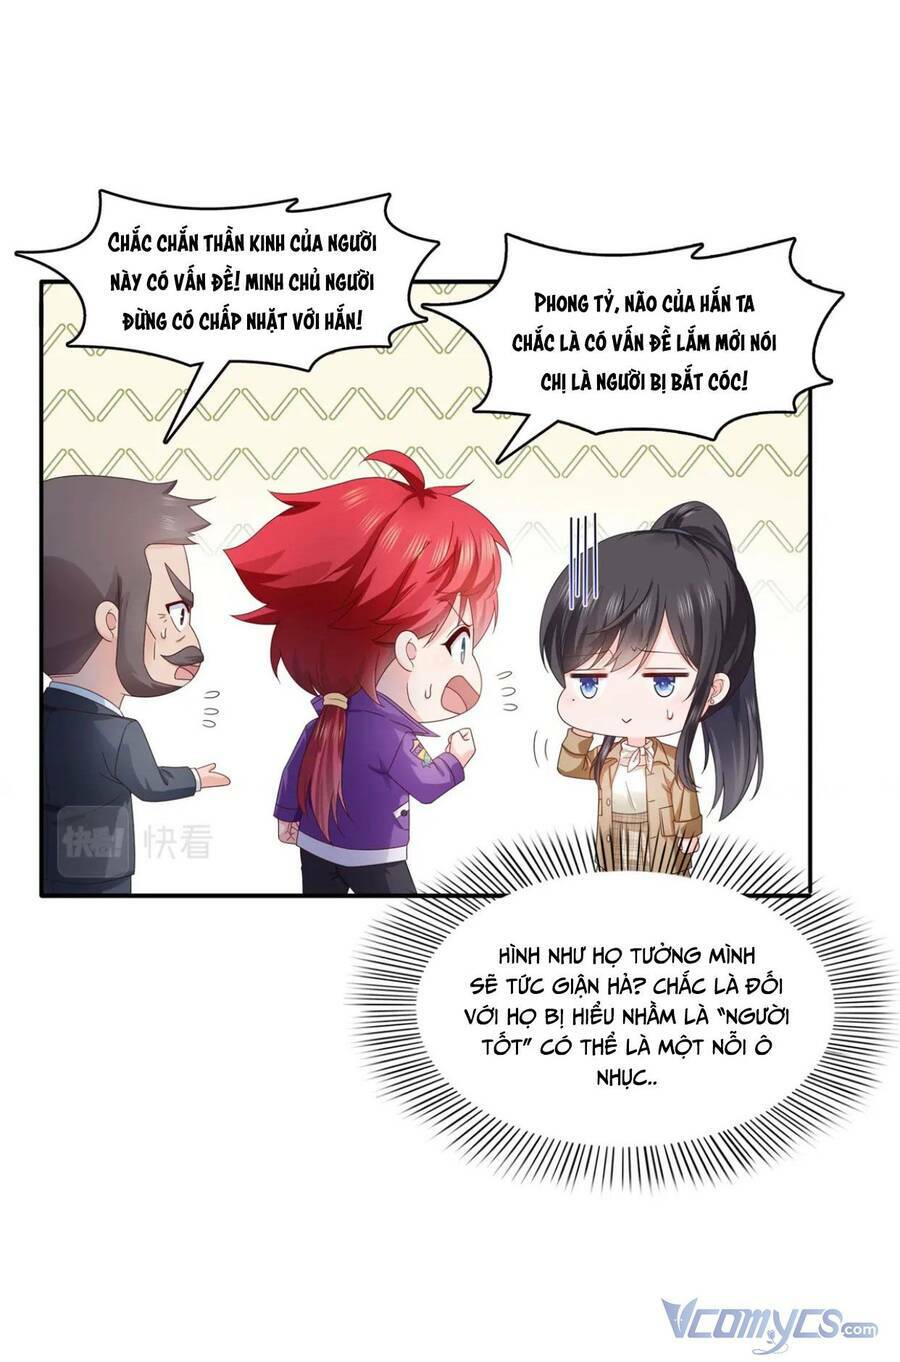 CHẮC CHẮN THẦN KINH CỦA NGƯỜI
NÀY CÓ VẤN ĐỀ! MINH CHỦ NGƯỜI
ĐỪNG CÓ CHẤP NHẶT VỚI HẮN!
PHONG TỶ, NÃO CỦA HẮN TA
CHẮC LÀ CÓ VẤN ĐỀ LẮM MỚI NÓI
CHỊ LÀ NGƯỜI BỊ BẮT CÓC!
快看! 快看
HÌNH NHƯ HỌ TƯỞNG MÌNH
SẼ TỨC GIẬN HẢ? CHẮC LÀ ĐỐI
VỚI HỌ BỊ HIỂU NHẦM LÀ "NGƯỜI
TỐT" CÓ THỂ LÀ MỘT NỖI Ô
NHỤC..
VCOMYCS.com